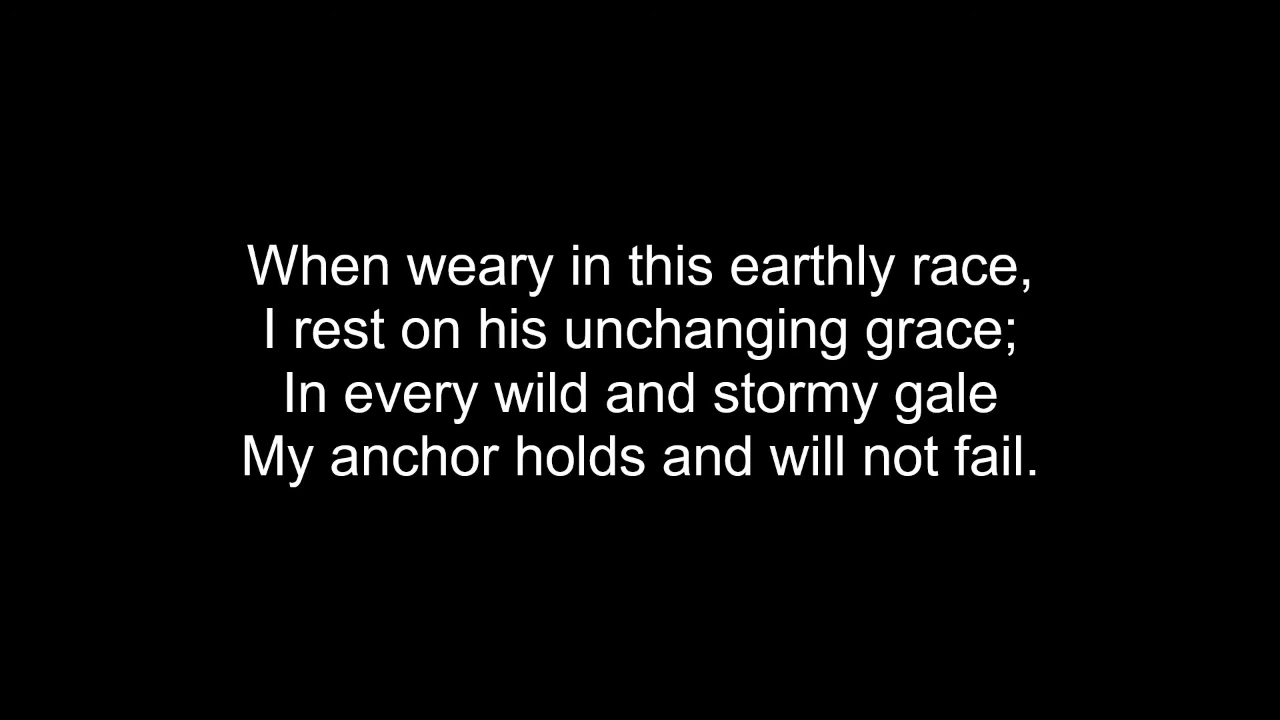 When weary in this earthly race,
I rest on his unchanging grace;
In every wild and stormy gale
My anchor holds and will not fail.